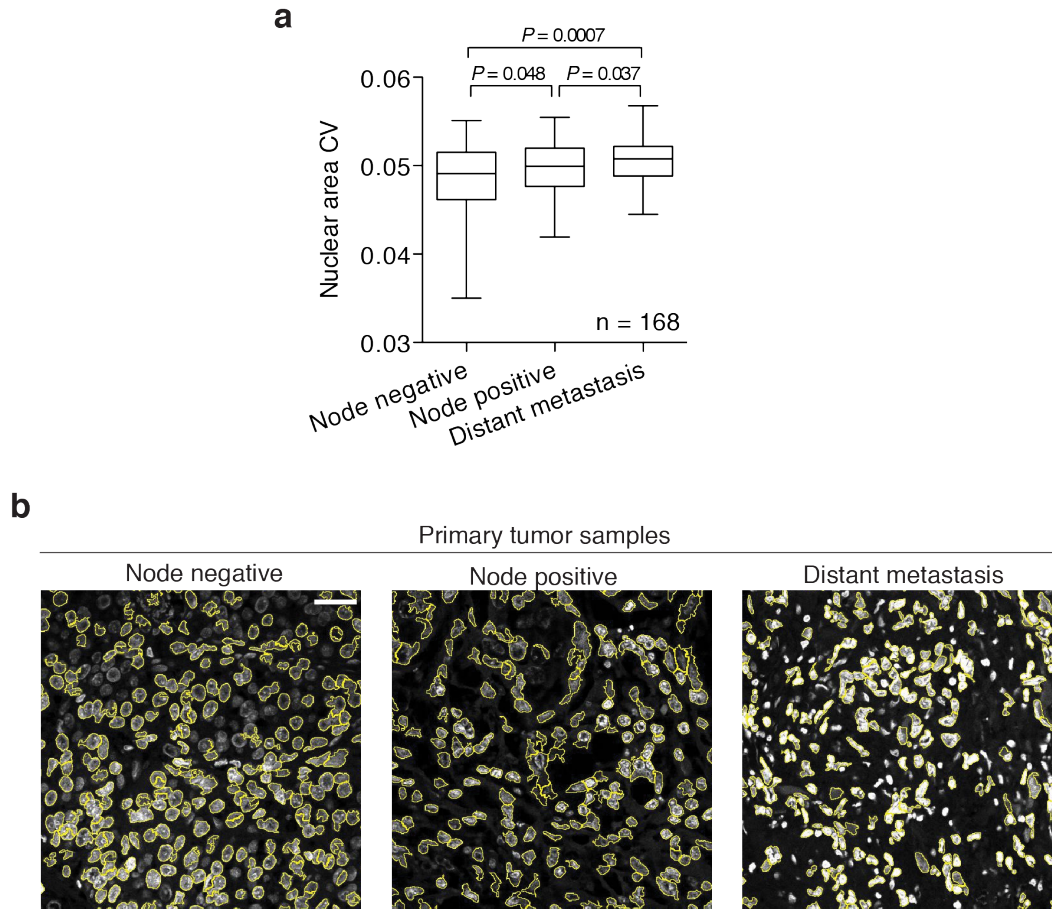 a
P = 0.0007
P = 0.048
P = 0.037
0.06
0.05
0.04
0.03
Nuclear area CV
n = 168
Node negative
Node positive
Distant metastasis
b
Primary tumor samples
Node negative
Node positive
Distant metastasis